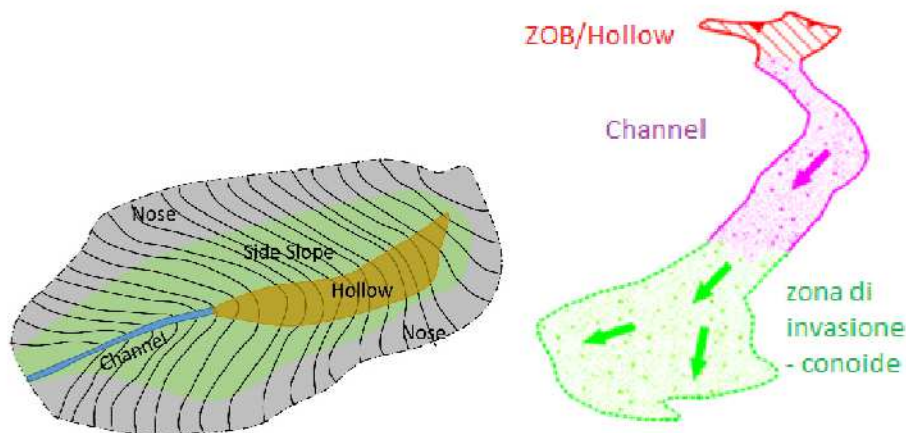 Nose
Side Slope
Hollow
Nose
Channel
ZOB/Hollow
Channel
zona di
invasione
- conoide